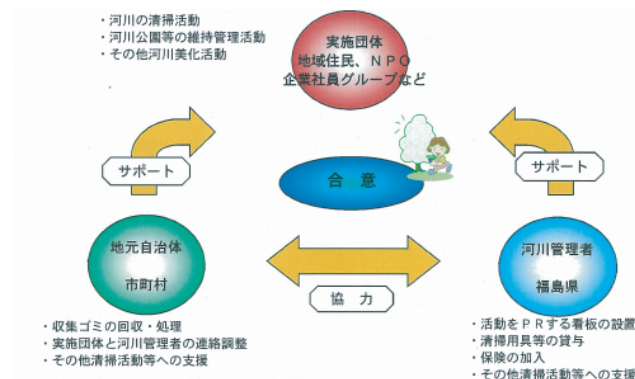 ・河川の清掃活動
・河川公園等の維持管理活動
・その他河川美化活動
実施団体
地域住民、ＮＰＯ
企業社員グループなど
サポート
サポート
合意
地元自治体
市町村
河川管理者
福島県
協力
・収集ゴミの回収・処理
・実施団体と河川管理者の連絡調整
・その他清掃活動等への支援
・活動をＰＲする看板の設置
・清掃用具等の貸与
・保険の加入
・その他清掃活動等への支援